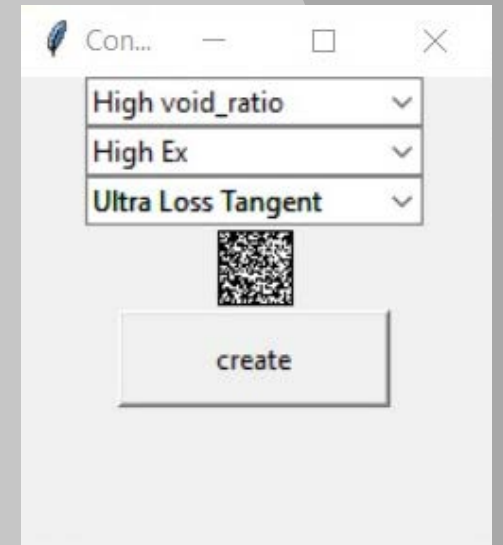 Con...
High void_ratio
High Ex
Ultra Loss Tangent
create